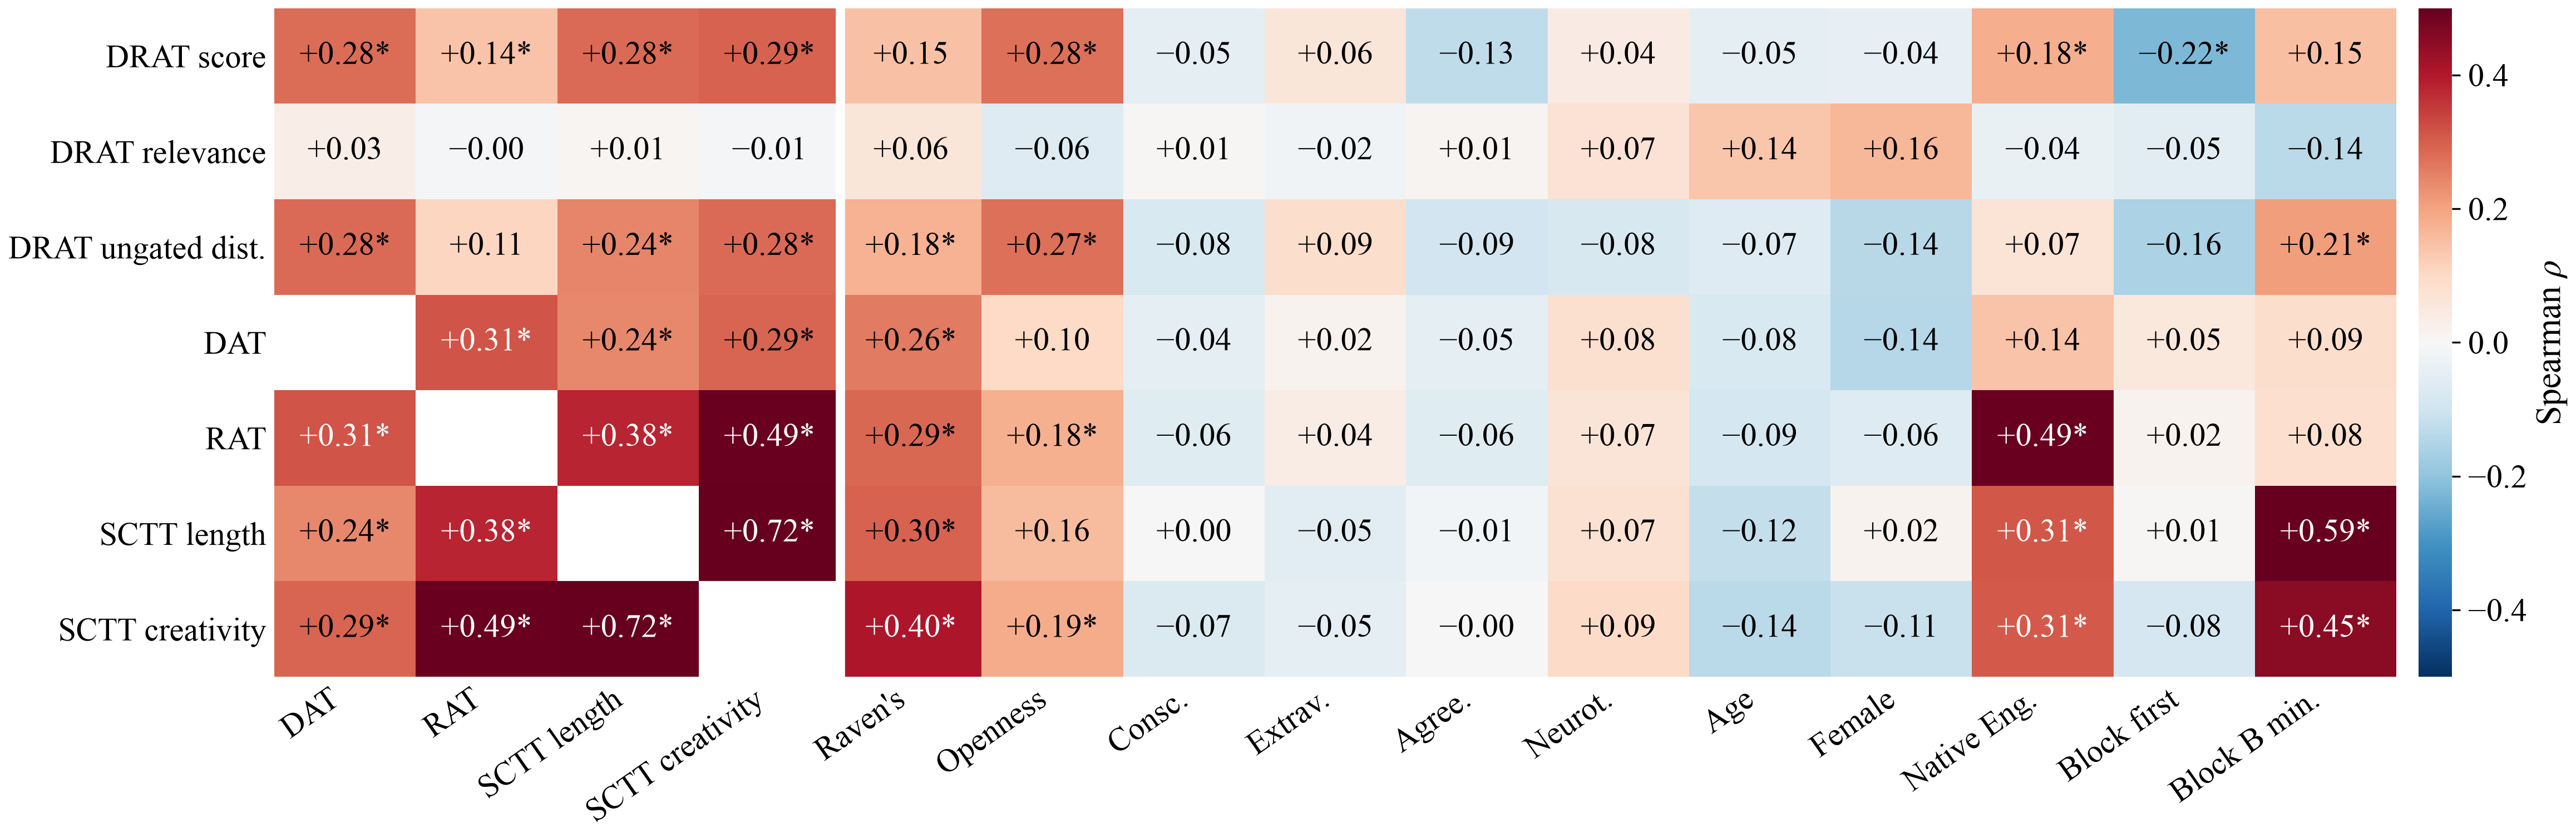 DRAT score +0.28* +0.14* +0.28* +0.29* +0.15 +0.28* −0.05 +0.06 −0.13 +0.04 −0.05 −0.04 +0.18* −0.22* +0.15
DRAT relevance +0.03 −0.00 +0.01 −0.01 +0.06 −0.06 +0.01 −0.02 +0.01 +0.07 +0.14 +0.16 −0.04 −0.05 −0.14
DRAT ungated dist. +0.28* +0.11 +0.24* +0.28* +0.18* +0.27* −0.08 +0.09 −0.09 −0.08 −0.07 −0.14 +0.07 −0.16 +0.21*
DAT +0.31* +0.24* +0.29* +0.26* +0.10 −0.04 +0.02 −0.05 +0.08 −0.08 −0.14 +0.14 +0.05 +0.09
RAT +0.31* +0.38* +0.49* +0.29* +0.18* −0.06 +0.04 −0.06 +0.07 −0.09 −0.06 +0.49* +0.02 +0.08
SCTT length +0.24* +0.38* +0.72* +0.30* +0.16 +0.00 −0.05 −0.01 +0.07 −0.12 +0.02 +0.31* +0.01 +0.59*
SCTT creativity +0.29* +0.49* +0.72* +0.40* +0.19* −0.07 −0.05 −0.00 +0.09 −0.14 −0.11 +0.31* −0.08 +0.45*
DAT
RAT
SCTT length
SCTT creativity
Raven's
Openness
Consc.
Extrav.
Agree.
Neurot.
Age
Female
Native Eng.
Block first
Block B min.
0.4
0.2
0.0
−0.2
−0.4
Spearman ρ